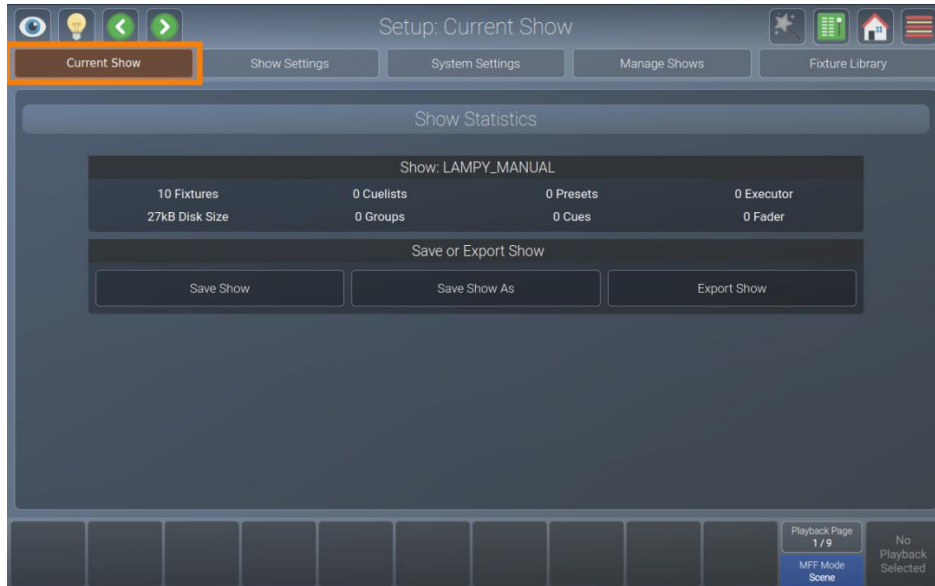 Setup: Current Show
Current Show Show Settings System Settings Manage Shows Fixture Library
Show Statistics
Show: LAMPY_MANUAL
10 Fixtures 0 Cuelists 0 Presets 0 Executor
27kB Disk Size 0 Groups 0 Cues 0 Fader
Save or Export Show
Save Show Save Show As Export Show
Playback Page
1 / 9
MFF Mode
Scene
No
Playback
Selected